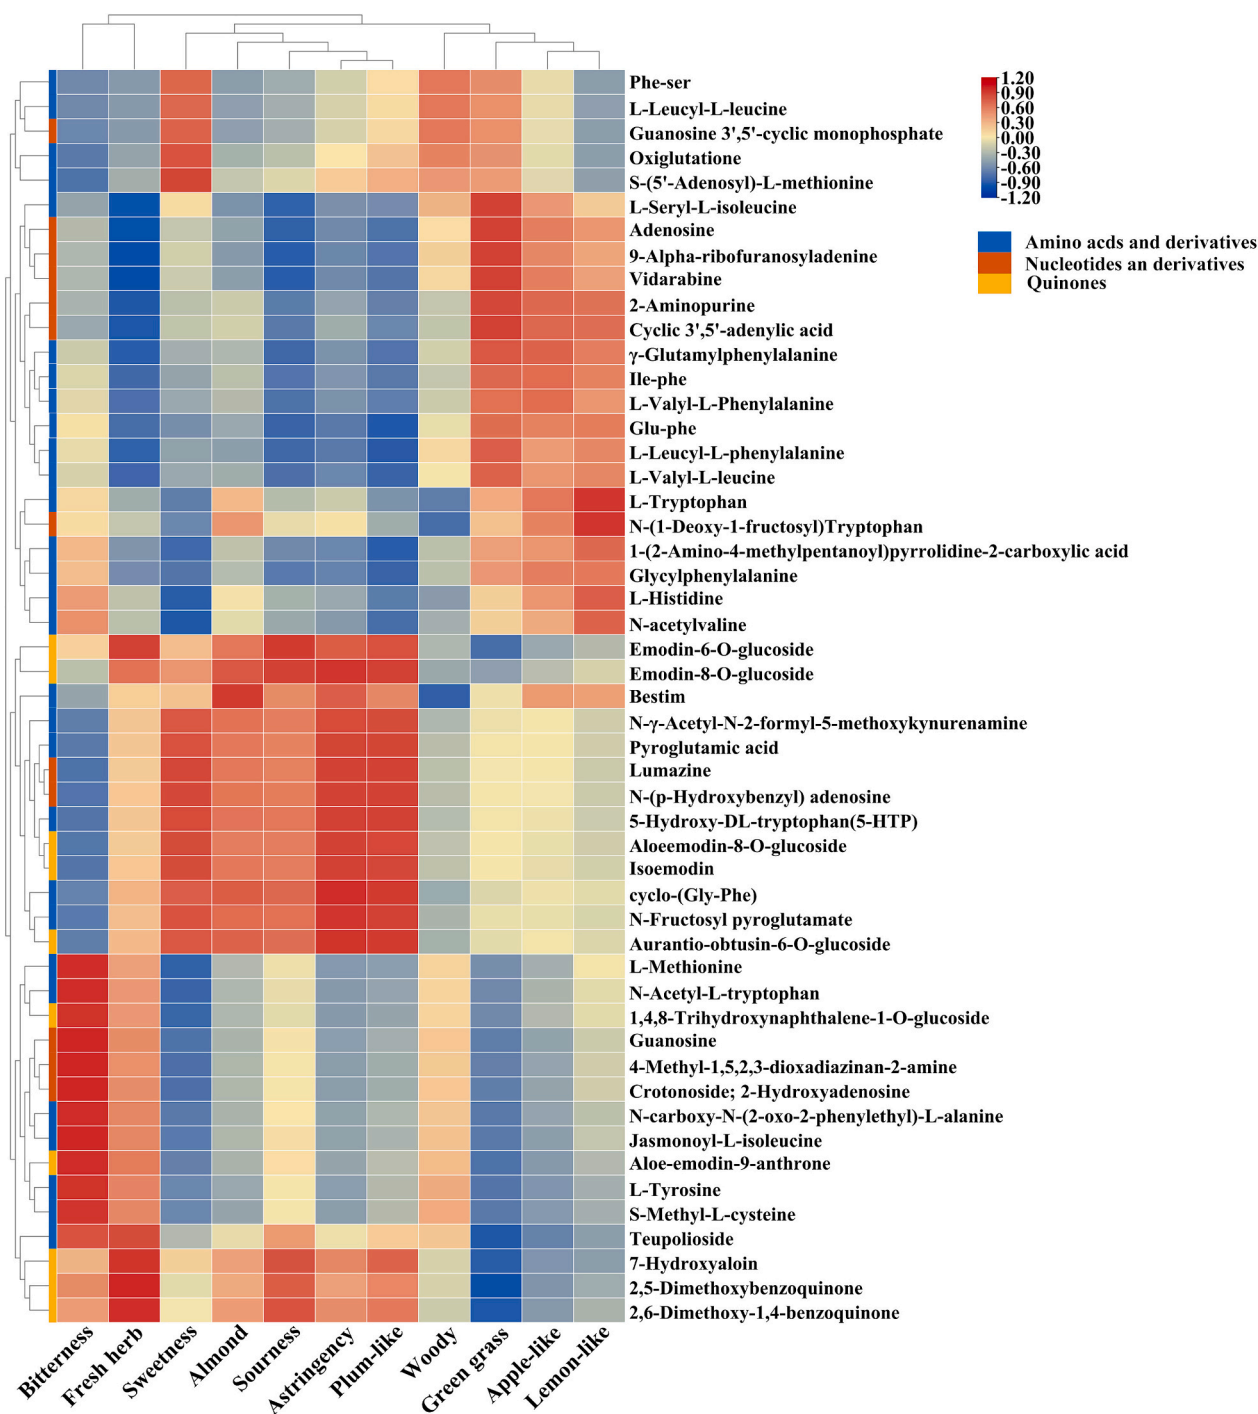 Phe-ser
L-Leucyl-L-leucine
Guanosine 3',5'-cyclic monophosphate
Oxiglutatione
S-(5'-Adenosyl)-L-methionine
L-Seryl-L-isoleucine
Adenosine
9-Alpha-ribofuranosyladenine
Vidarabine
2-Aminopurine
Cyclic 3',5'-adenylic acid
γ-Glutamylphenylalanine
Ile-phe
L-Valyl-L-Phenylalanine
Glu-phe
L-Leucyl-L-phenylalanine
L-Valyl-L-leucine
L-Tryptophan
N-(1-Deoxy-1-fructosyl)Tryptophan
1-(2-Amino-4-methylpentanoyl)pyrrolidine-2-carboxylic acid
Glycylphenylalanine
L-Histidine
N-acetylvaline
Emodin-6-O-glucoside
Emodin-8-O-glucoside
Bestim
N-γ-Acetyl-N-2-formyl-5-methoxykynurenamine
Pyroglutamic acid
Lumazine
N-(p-Hydroxybenzyl) adenosine
5-Hydroxy-DL-tryptophan(5-HTP)
Aloeemodin-8-O-glucoside
Isoemodin
cyclo-(Gly-Phe)
N-Fructosyl pyroglutamate
Aurantio-obtusin-6-O-glucoside
L-Methionine
N-Acetyl-L-tryptophan
1,4,8-Trihydroxynaphthalene-1-O-glucoside
Guanosine
4-Methyl-1,5,2,3-dioxadiazinan-2-amine
Crotonoside; 2-Hydroxyadenosine
N-carboxy-N-(2-oxo-2-phenylethyl)-L-alanine
Jasmonoyl-L-isoleucine
Aloe-emodin-9-anthrone
L-Tyrosine
S-Methyl-L-cysteine
Teupolioside
7-Hydroxyaloin
2,5-Dimethoxybenzoquinone
2,6-Dimethoxy-1,4-benzoquinone
1.20
0.90
0.60
0.30
0.00
-0.30
-0.60
-0.90
-1.20
Amino acds and derivatives
Nucleotides an derivatives
Quinones
Bitterness
Fresh herb
Sweetness
Almond
Sourness
Astringency
Plum-like
Woody
Green grass
Apple-like
Lemon-like